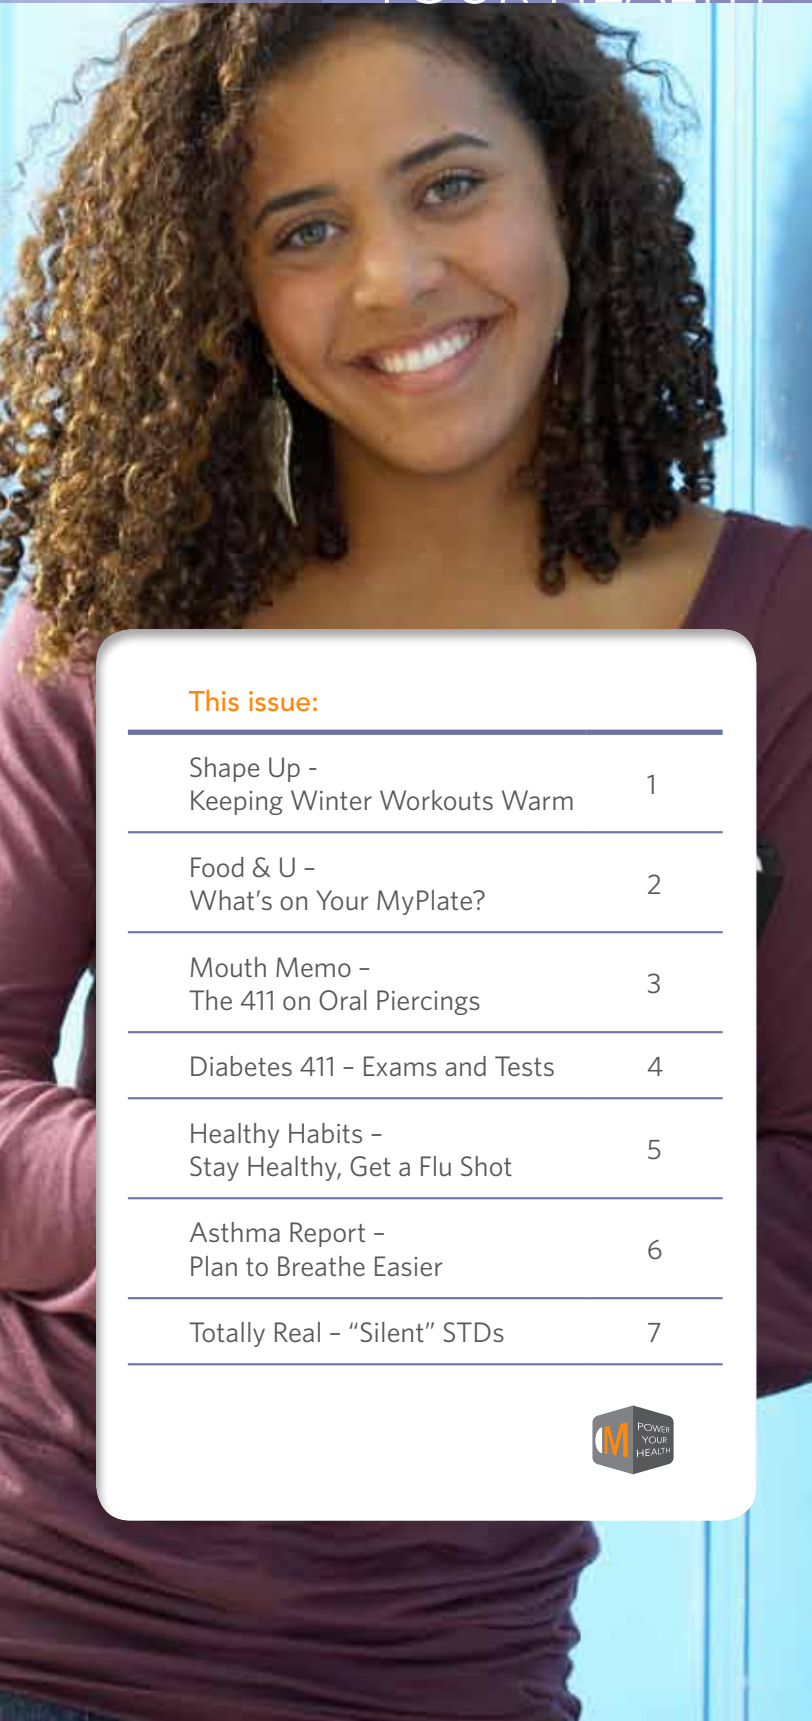 YOUR HEALTH
This issue:
Shape Up -
Keeping Winter Workouts Warm
1
Food & U –
What's on Your MyPlate?
2
Mouth Memo –
The 411 on Oral Piercings
3
Diabetes 411 – Exams and Tests
4
Healthy Habits –
Stay Healthy, Get a Flu Shot
5
Asthma Report –
Plan to Breathe Easier
6
Totally Real – “Silent” STDs
7
M
POWER
YOUR
HEALTH